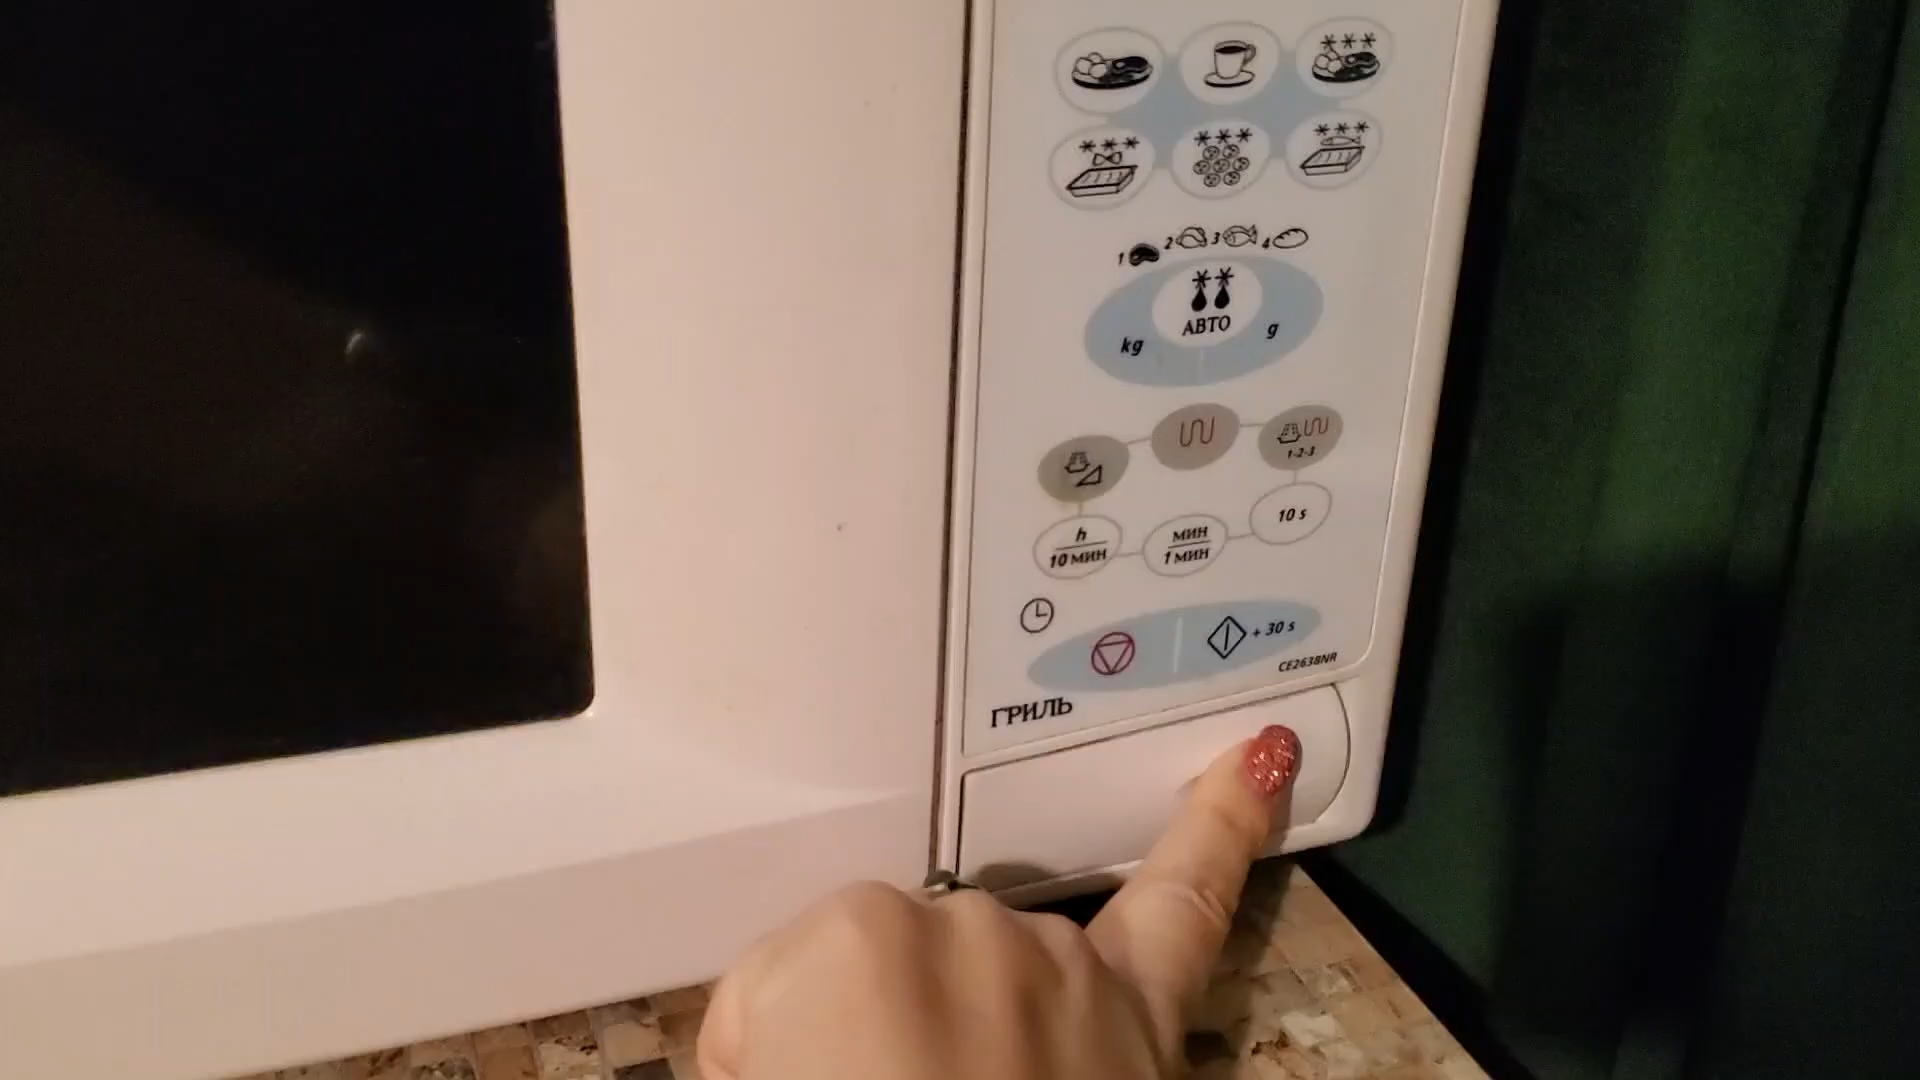 1 2 3 4
АВТО
kg g
1-2-3
10 s
h
10 МИН
МИН
1 МИН
+ 30 s
CE2638NR
ГРИЛЬ